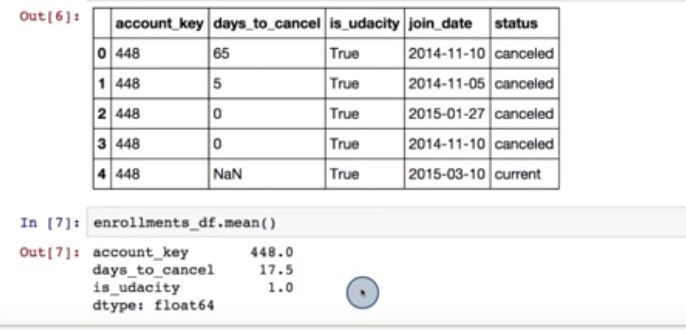 Out[6]:
account_key days_to_cancel is_udacity join_date status
0 448 65 True 2014-11-10 canceled
1 448 5 True 2014-11-05 canceled
2 448 0 True 2015-01-27 canceled
3 448 0 True 2014-11-10 canceled
4 448 NaN True 2015-03-10 current
In [7]: enrollments_df.mean()
Out[7]: account_key 448.0
days_to_cancel 17.5
is_udacity 1.0
dtype: float64